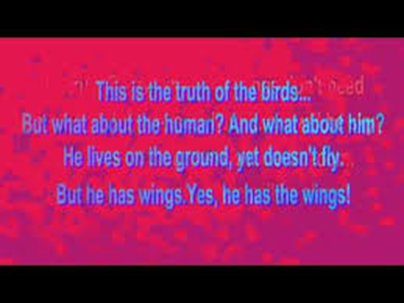 This is the truth of the birds...
But what about the human? And what about him?
He lives on the ground, yet doesn't fly.
But he has wings.Yes, he has the wings!